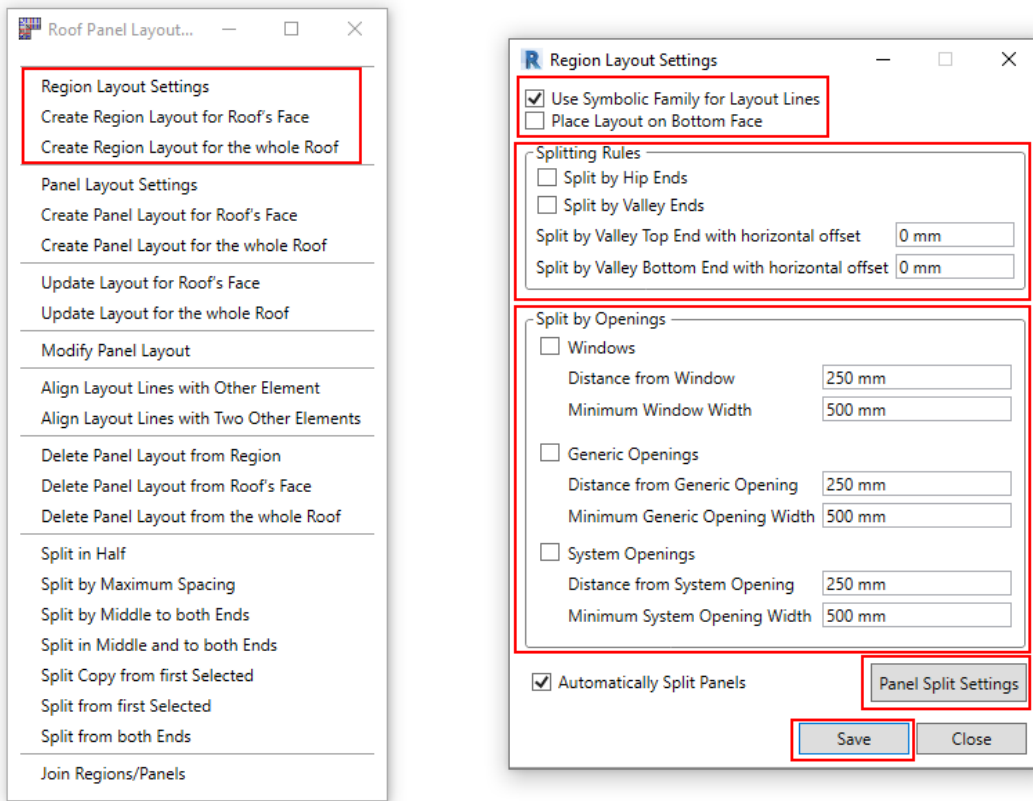 Roof Panel Layout...
Region Layout Settings
Create Region Layout for Roof's Face
Create Region Layout for the whole Roof
Panel Layout Settings
Create Panel Layout for Roof's Face
Create Panel Layout for the whole Roof
Update Layout for Roof's Face
Update Layout for the whole Roof
Modify Panel Layout
Align Layout Lines with Other Element
Align Layout Lines with Two Other Elements
Delete Panel Layout from Region
Delete Panel Layout from Roof's Face
Delete Panel Layout from the whole Roof
Split in Half
Split by Maximum Spacing
Split by Middle to both Ends
Split in Middle and to both Ends
Split Copy from first Selected
Split from first Selected
Split from both Ends
Join Regions/Panels
R Region Layout Settings
Use Symbolic Family for Layout Lines
Place Layout on Bottom Face
Splitting Rules
Split by Hip Ends
Split by Valley Ends
Split by Valley Top End with horizontal offset 0 mm
Split by Valley Bottom End with horizontal offset 0 mm
Split by Openings
Windows
Distance from Window 250 mm
Minimum Window Width 500 mm
Generic Openings
Distance from Generic Opening 250 mm
Minimum Generic Opening Width 500 mm
System Openings
Distance from System Opening 250 mm
Minimum System Opening Width 500 mm
Automatically Split Panels Panel Split Settings
Save Close